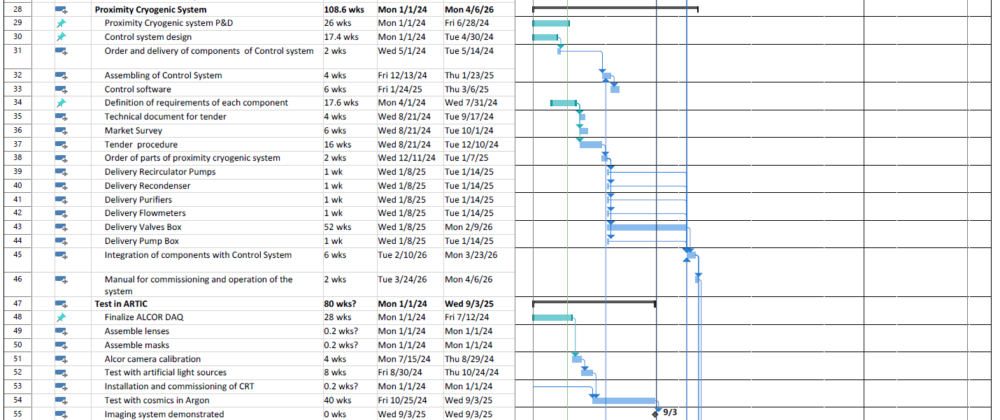 28 Proximity Cryogenic System 108.6 wks Mon 1/1/24 Mon 4/6/26
29 Proximity Cryogenic system P&D 26 wks Mon 1/1/24 Fri 6/28/24
30 Control system design 17.4 wks Mon 1/1/24 Tue 4/30/24
31 Order and delivery of components of Control system 2 wks Wed 5/1/24 Tue 5/14/24
32 Assembling of Control System 4 wks Fri 12/13/24 Thu 1/23/25
33 Control software 6 wks Fri 1/24/25 Thu 3/6/25
34 Definition of requirements of each component 17.6 wks Mon 4/1/24 Wed 7/31/24
35 Technical document for tender 4 wks Wed 8/21/24 Tue 9/17/24
36 Market Survey 6 wks Wed 8/21/24 Tue 10/1/24
37 Tender procedure 16 wks Wed 8/21/24 Tue 12/10/24
38 Order of parts of proximity cryogenic system 2 wks Wed 12/11/24 Tue 1/7/25
39 Delivery Recirculator Pumps 1 wk Wed 1/8/25 Tue 1/14/25
40 Delivery Recondenser 1 wk Wed 1/8/25 Tue 1/14/25
41 Delivery Purifiers 1 wk Wed 1/8/25 Tue 1/14/25
42 Delivery Flowmeters 1 wk Wed 1/8/25 Tue 1/14/25
43 Delivery Valves Box 52 wks Wed 1/8/25 Mon 2/9/26
44 Delivery Pump Box 1 wk Wed 1/8/25 Tue 1/14/25
45 Integration of components with Control System 6 wks Tue 2/10/26 Mon 3/23/26
46 Manual for commissioning and operation of the 2 wks Tue 3/24/26 Mon 4/6/26
system
47 Test in ARTIC 80 wks? Mon 1/1/24 Wed 9/3/25
48 Finalize ALCOR DAQ 28 wks Mon 1/1/24 Fri 7/12/24
49 Assemble lenses 0.2 wks? Mon 1/1/24 Mon 1/1/24
50 Assemble masks 0.2 wks? Mon 1/1/24 Mon 1/1/24
51 Alcor camera calibration 4 wks Mon 7/15/24 Thu 8/29/24
52 Test with artificial light sources 8 wks Fri 8/30/24 Thu 10/24/24
53 Installation and commissioning of CRT 0.2 wks? Mon 1/1/24 Mon 1/1/24
54 Test with cosmics in Argon 40 wks Fri 10/25/24 Wed 9/3/25
55 Imaging system demonstrated 0 wks Wed 9/3/25 Wed 9/3/25 9/3